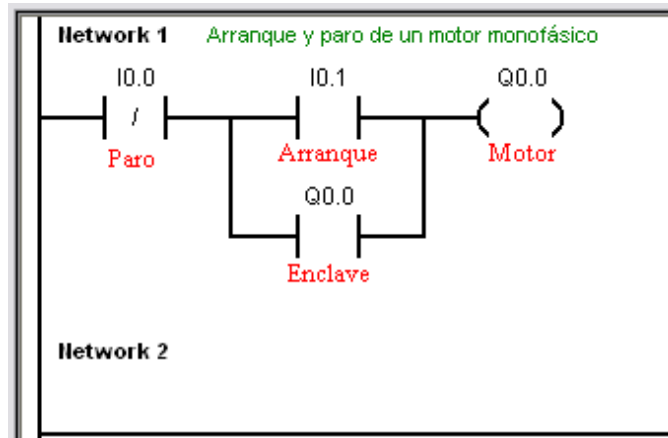 Network 1 Arranque y paro de un motor monofásico
I0.0 I0.1 Q0.0
/
Paro Arranque Motor
Q0.0
Enclave
Network 2